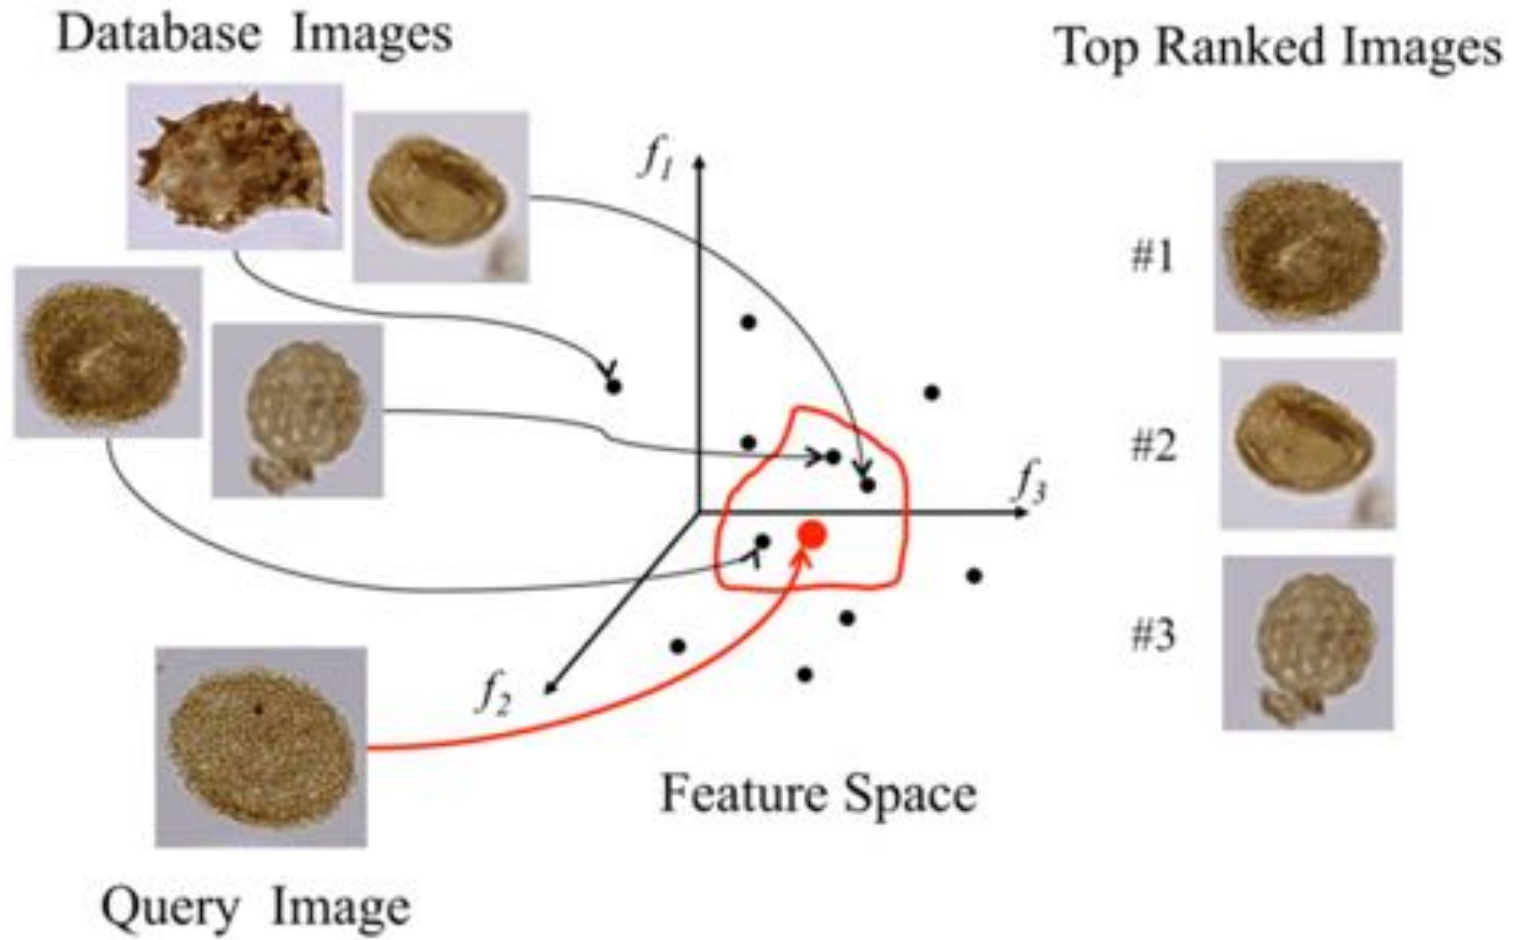 Database Images
Top Ranked Images
f1
#1
#2
f3
#3
f2
Feature Space
Query Image